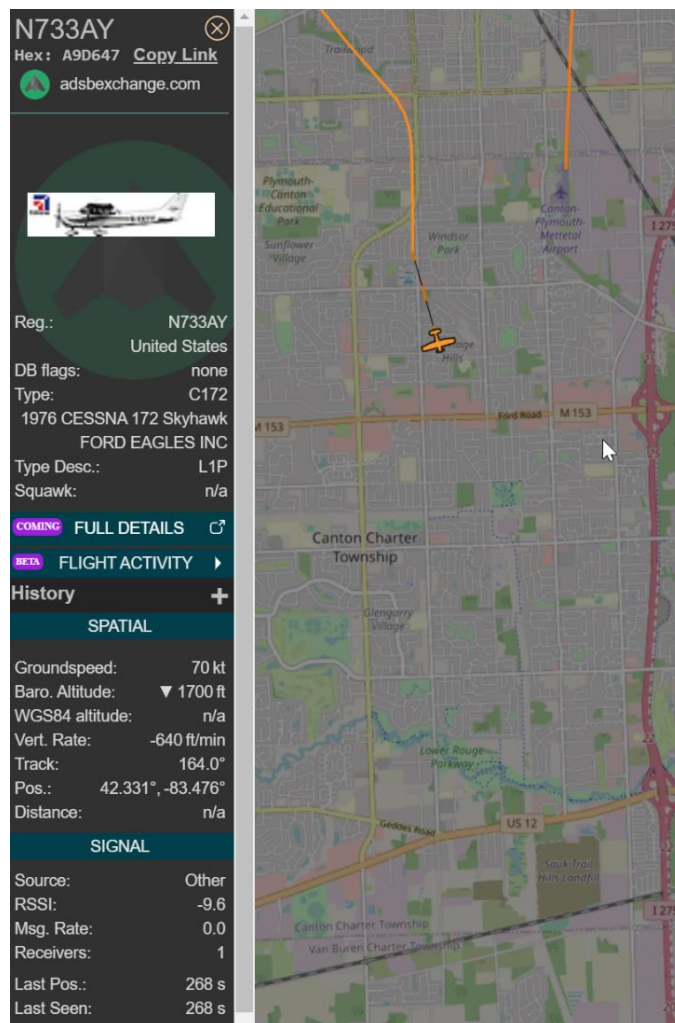 N733AY
Hex: A9D647 Copy Link
adsbexchange.com
Reg.: N733AY
United States
DB flags: none
Type: C172
1976 CESSNA 172 Skyhawk
FORD EAGLES INC
Type Desc.: L1P
Squawk: n/a
COMING FULL DETAILS
BETA FLIGHT ACTIVITY
History +
SPATIAL
Groundspeed: 70 kt
Baro. Altitude: ▼ 1700 ft
WGS84 altitude: n/a
Vert. Rate: -640 ft/min
Track: 164.0°
Pos.: 42.331°, -83.476°
Distance: n/a
SIGNAL
Source: Other
RSSI: -9.6
Msg. Rate: 0.0
Receivers: 1
Last Pos.: 268 s
Last Seen: 268 s
Plymouth-
Canton
Educational
Park
Sunflower
Village
Windsor
Park
Canton-
Plymouth-
Mettetal
Airport
I 275
Hills
M 153
Ford Road
M 153
Canton Charter
Township
Glengarry
Village
Lower Rouge
Parkway
Geddes Road
US 12
Sauk Trail
Hills Landfill
I 275
Canton Charter Township
Van Buren Charter Township